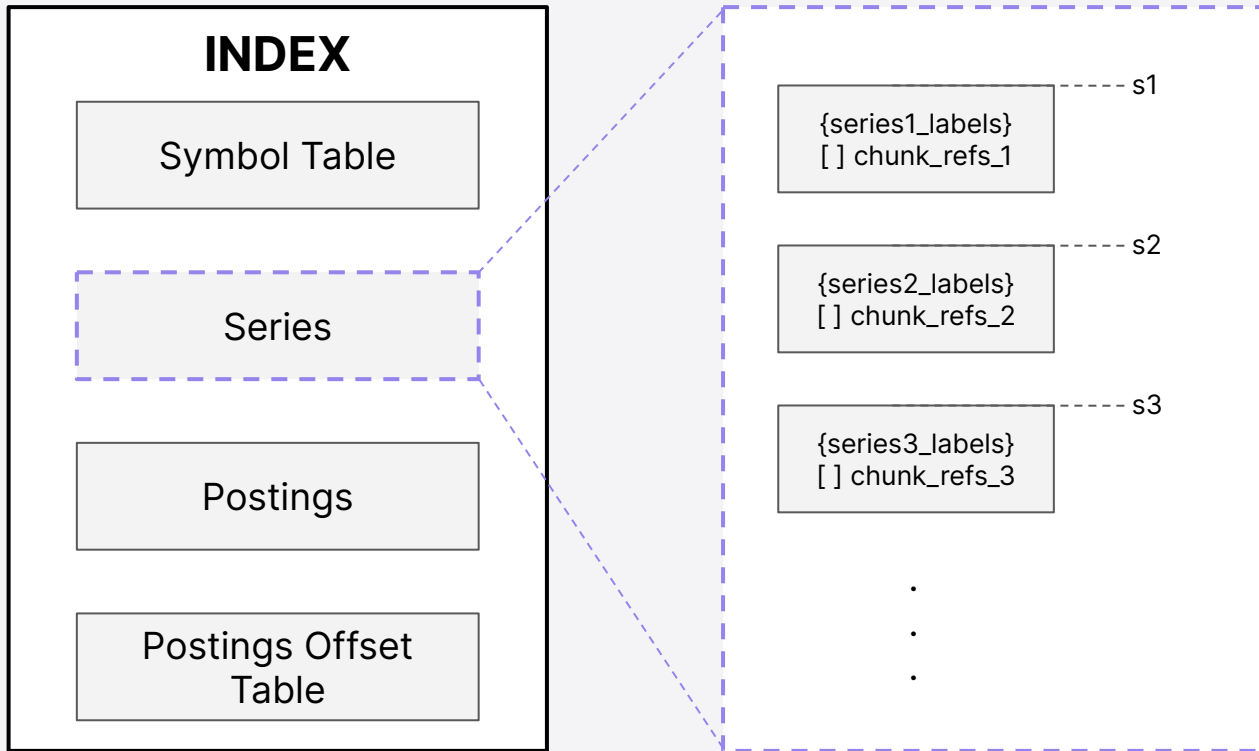 INDEX
Symbol Table
Series
Postings
Postings Offset
Table
s1
{series1_labels}
[ ] chunk_refs_1
s2
{series2_labels}
[ ] chunk_refs_2
s3
{series3_labels}
[ ] chunk_refs_3
.
.
.